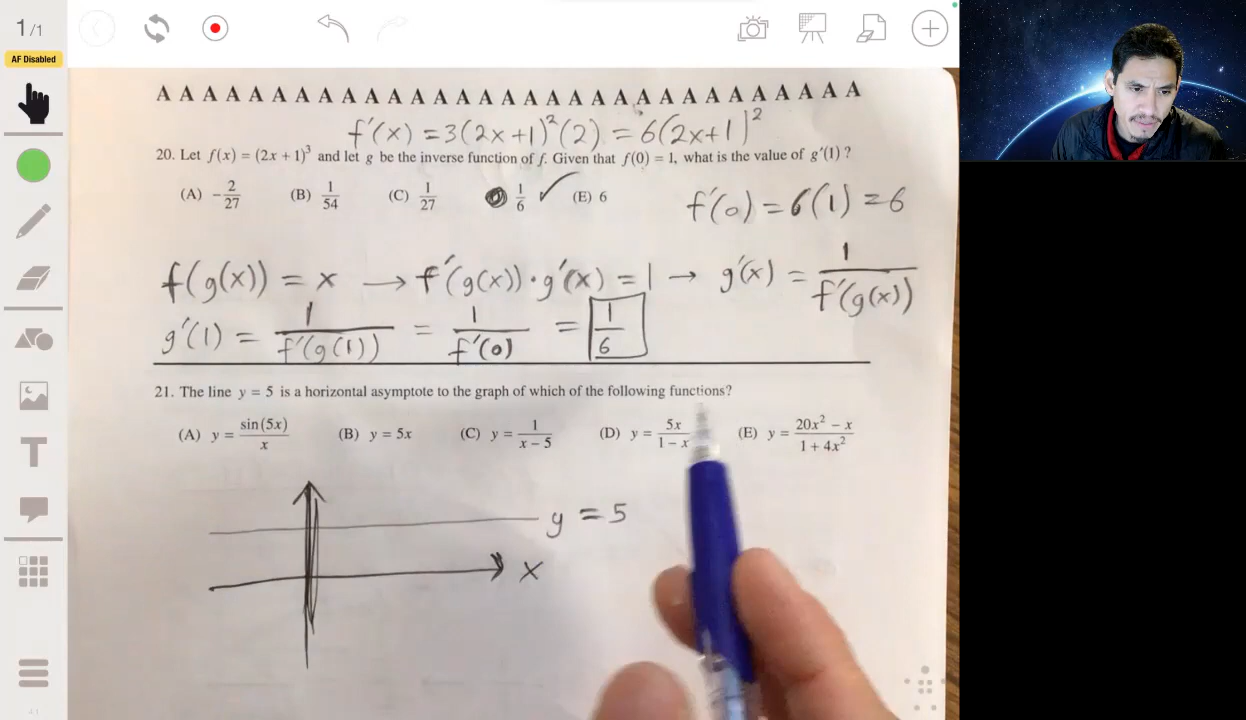 1/1
AF Disabled
A A A A A A A A A A A A A A A A A A A A A A A A A A A A A A A
f'(x) = 3(2x+1)²(2) = 6(2x+1)²
20. Let f(x) = (2x + 1)³ and let g be the inverse function of f. Given that f(0) = 1, what is the value of g'(1) ?
(A) −2/27 (B) 1/54 (C) 1/27 1/6 ✓ (E) 6
f'(0) = 6(1) = 6
f(g(x)) = x → f'(g(x)) · g'(x) = 1 → g'(x) = 1/f'(g(x))
g'(1) = 1/f'(g(1)) = 1/f'(0) = 1/6
21. The line y = 5 is a horizontal asymptote to the graph of which of the following functions?
(A) y = sin(5x)/x (B) y = 5x (C) y = 1/(x − 5) (D) y = 5x/(1 − x) (E) y = (20x² − x)/(1 + 4x²)
y = 5
x
T